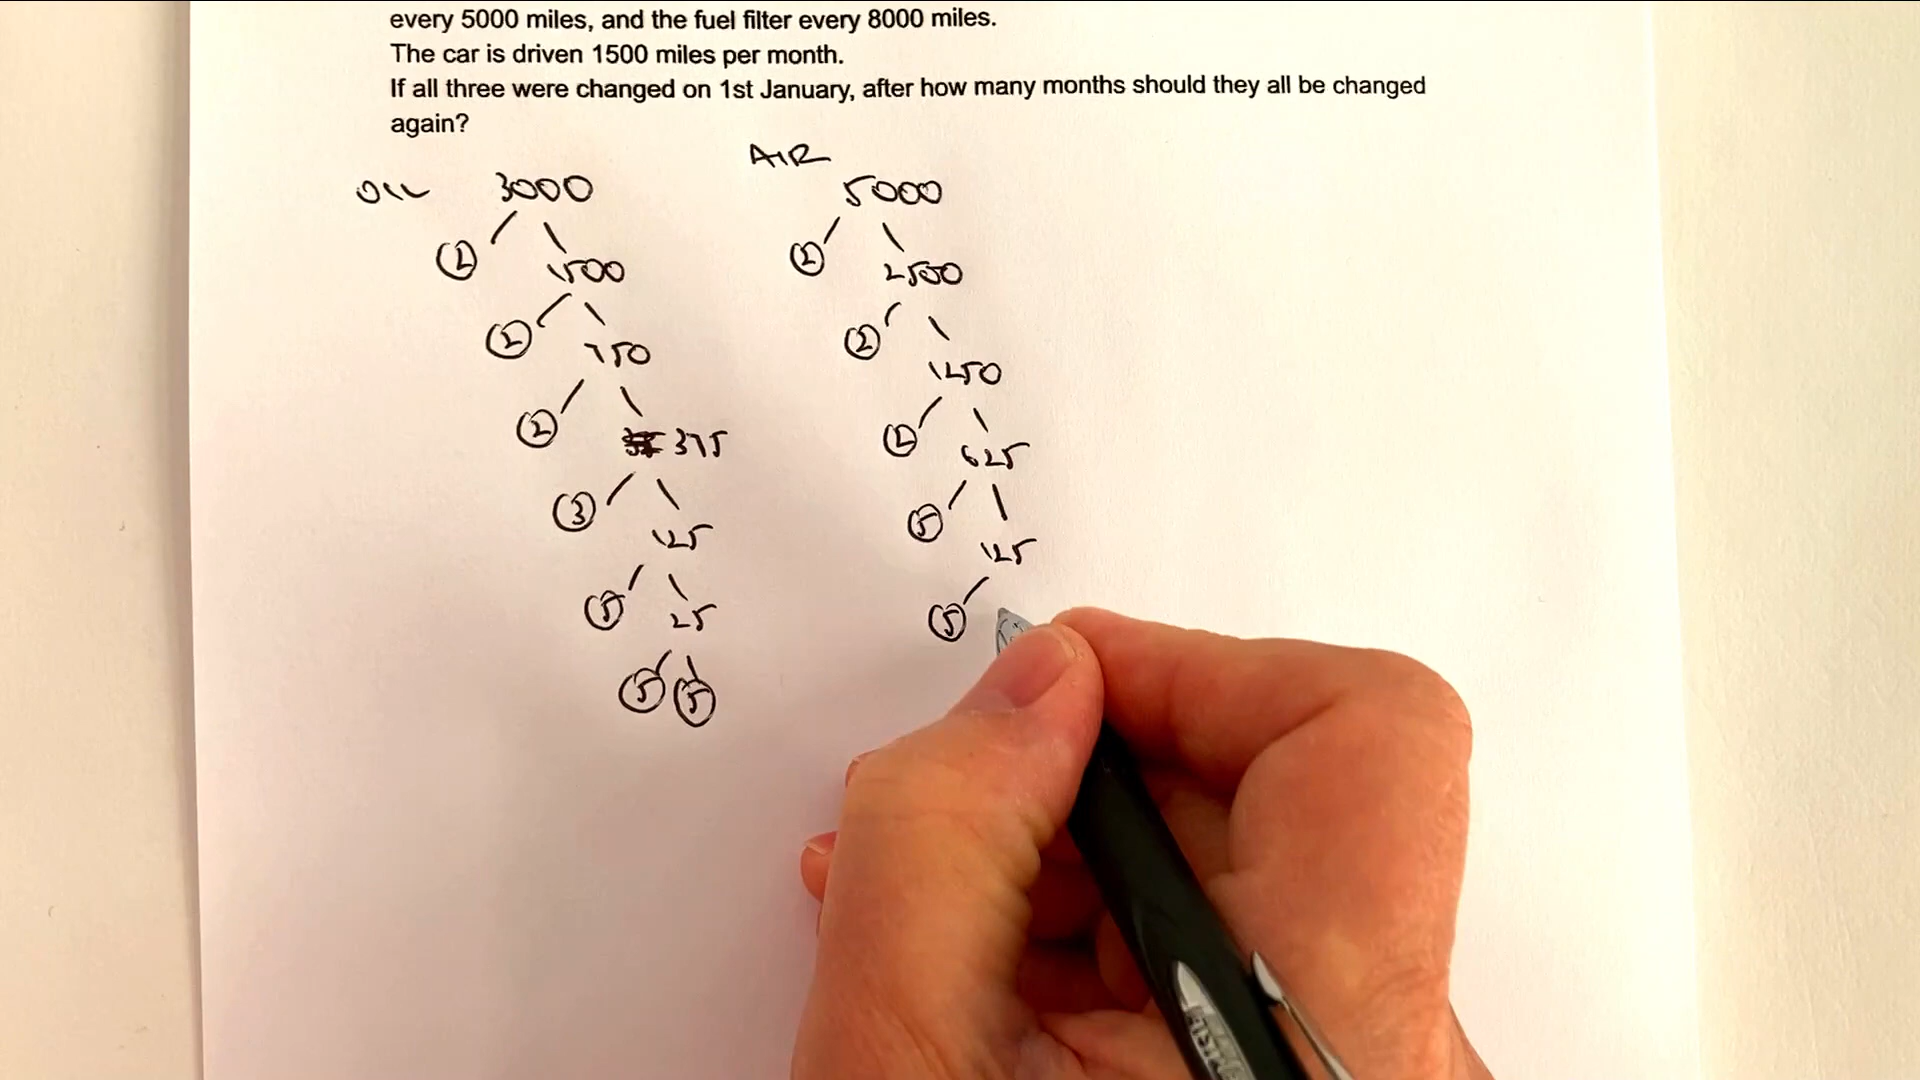 every 5000 miles, and the fuel filter every 8000 miles.
The car is driven 1500 miles per month.
If all three were changed on 1st January, after how many months should they all be changed
again?
AIR
OIL 3000 5000
2 1500 2 2500
2 750 2 1250
2 375 2 625
3 125 5 125
5 25 5
5 5